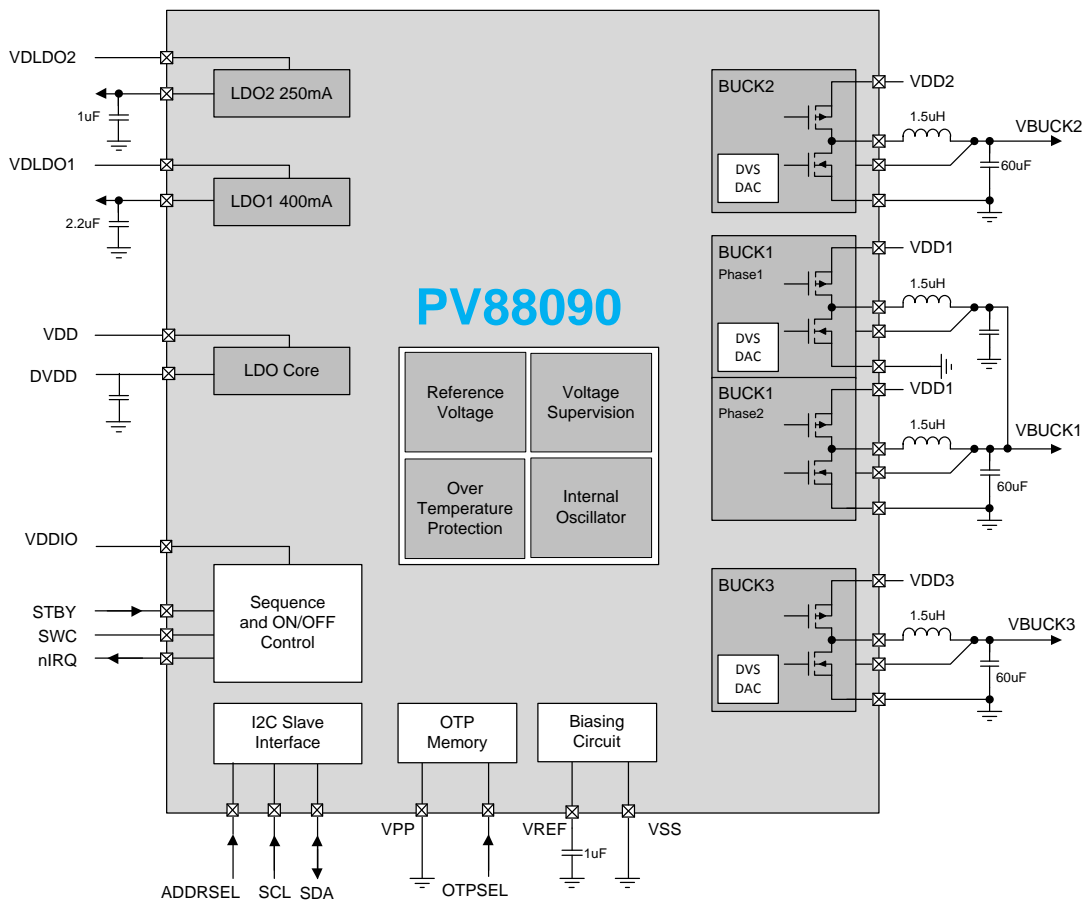 VDLDO2
LDO2 250mA
1uF
VDLDO1
LDO1 400mA
2.2uF
VDD
DVDD
LDO Core
VDDIO
STBY
SWC
nIRQ
Sequence
and ON/OFF
Control
I2C Slave
Interface
ADDRSEL
SCL
SDA
PV88090
Reference
Voltage
Voltage
Supervision
Over
Temperature
Protection
Internal
Oscillator
OTP
Memory
VPP
OTPSEL
Biasing
Circuit
VREF
1uF
VSS
BUCK2
DVS
DAC
VDD2
1.5uH
VBUCK2
60uF
BUCK1
Phase1
DVS
DAC
VDD1
1.5uH
BUCK1
Phase2
VDD1
1.5uH
VBUCK1
60uF
BUCK3
DVS
DAC
VDD3
1.5uH
VBUCK3
60uF